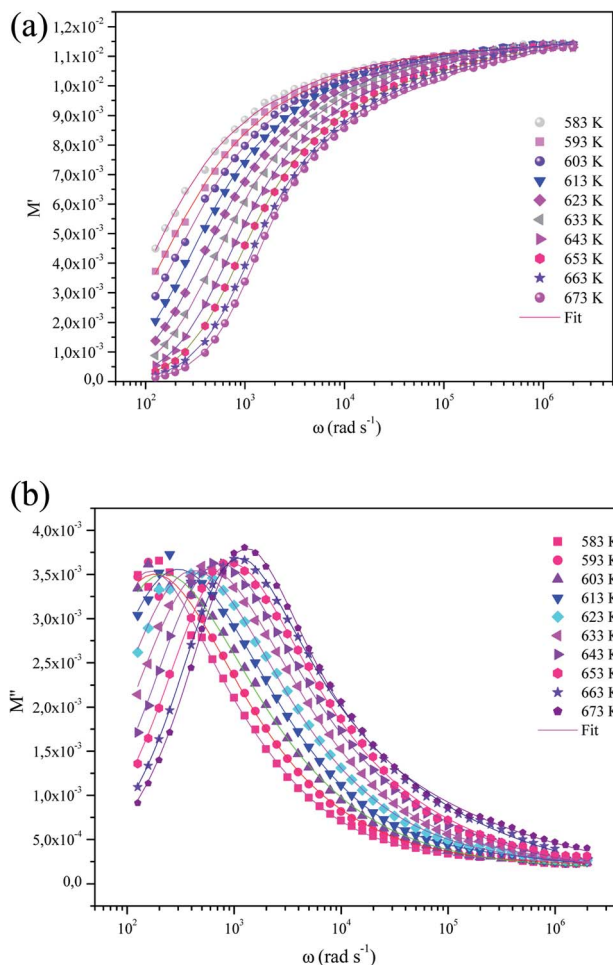 (a)
1,2x10⁻²
1,1x10⁻²
1,0x10⁻²
9,0x10⁻³
8,0x10⁻³
7,0x10⁻³
6,0x10⁻³
5,0x10⁻³
4,0x10⁻³
3,0x10⁻³
2,0x10⁻³
1,0x10⁻³
0,0
M'
583 K
593 K
603 K
613 K
623 K
633 K
643 K
653 K
663 K
673 K
Fit
10² 10³ 10⁴ 10⁵ 10⁶
ω (rad s⁻¹)
(b)
4,0x10⁻³
3,5x10⁻³
3,0x10⁻³
2,5x10⁻³
2,0x10⁻³
1,5x10⁻³
1,0x10⁻³
5,0x10⁻⁴
0,0
M''
583 K
593 K
603 K
613 K
623 K
633 K
643 K
653 K
663 K
673 K
Fit
10² 10³ 10⁴ 10⁵ 10⁶
ω (rad s⁻¹)